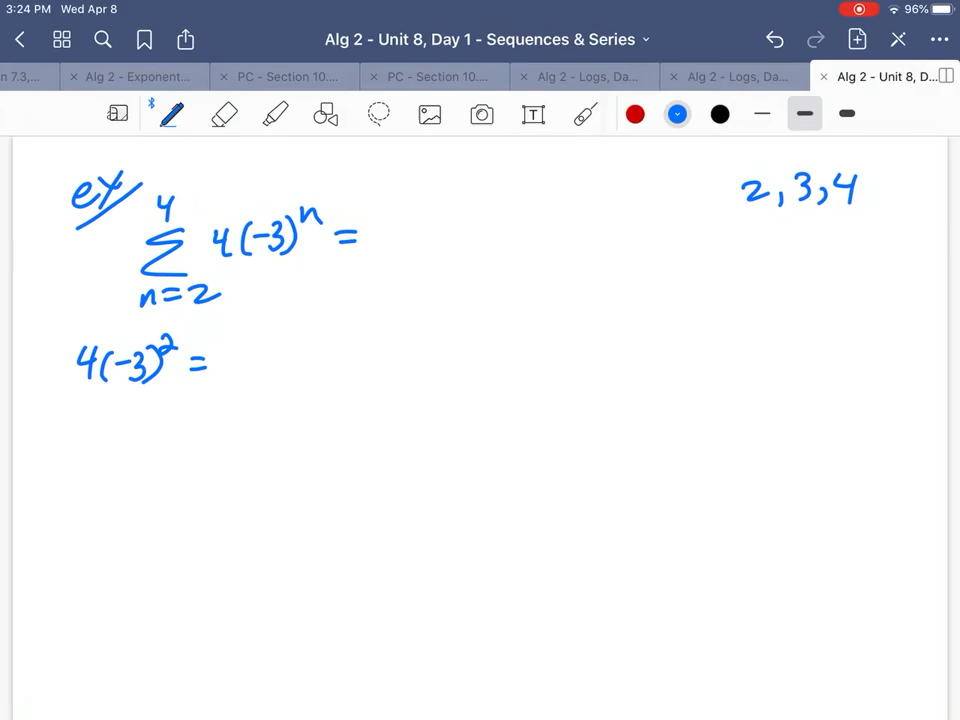 3:24 PM Wed Apr 8
96%
Alg 2 - Unit 8, Day 1 - Sequences & Series
n 7.3,... Alg 2 - Exponent... PC - Section 10.... PC - Section 10.... Alg 2 - Logs, Da... Alg 2 - Logs, Da... Alg 2 - Unit 8, D...
T
ex/
2, 3, 4
4
Σ 4(-3)^n =
n=2
4(-3)^2 =